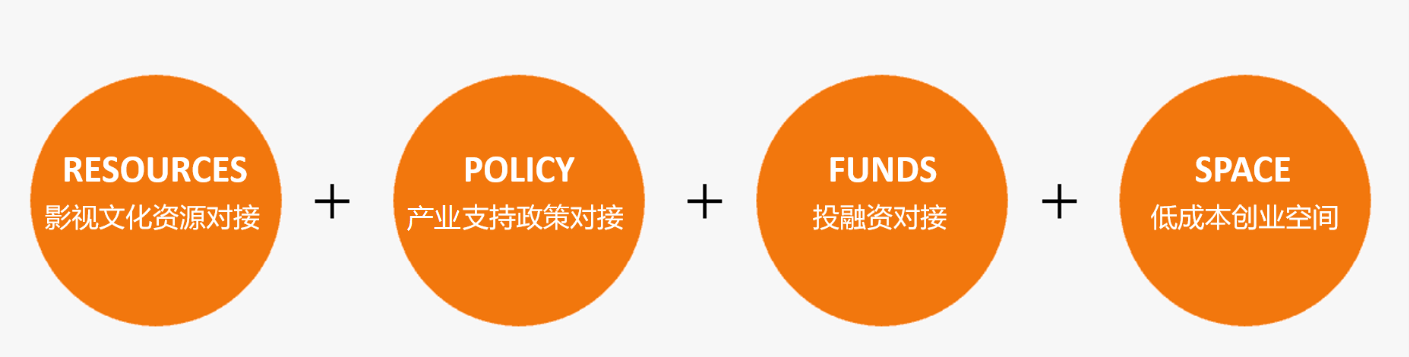 RESOURCES
影视文化资源对接
+
POLICY
产业支持政策对接
+
FUNDS
投融资对接
+
SPACE
低成本创业空间